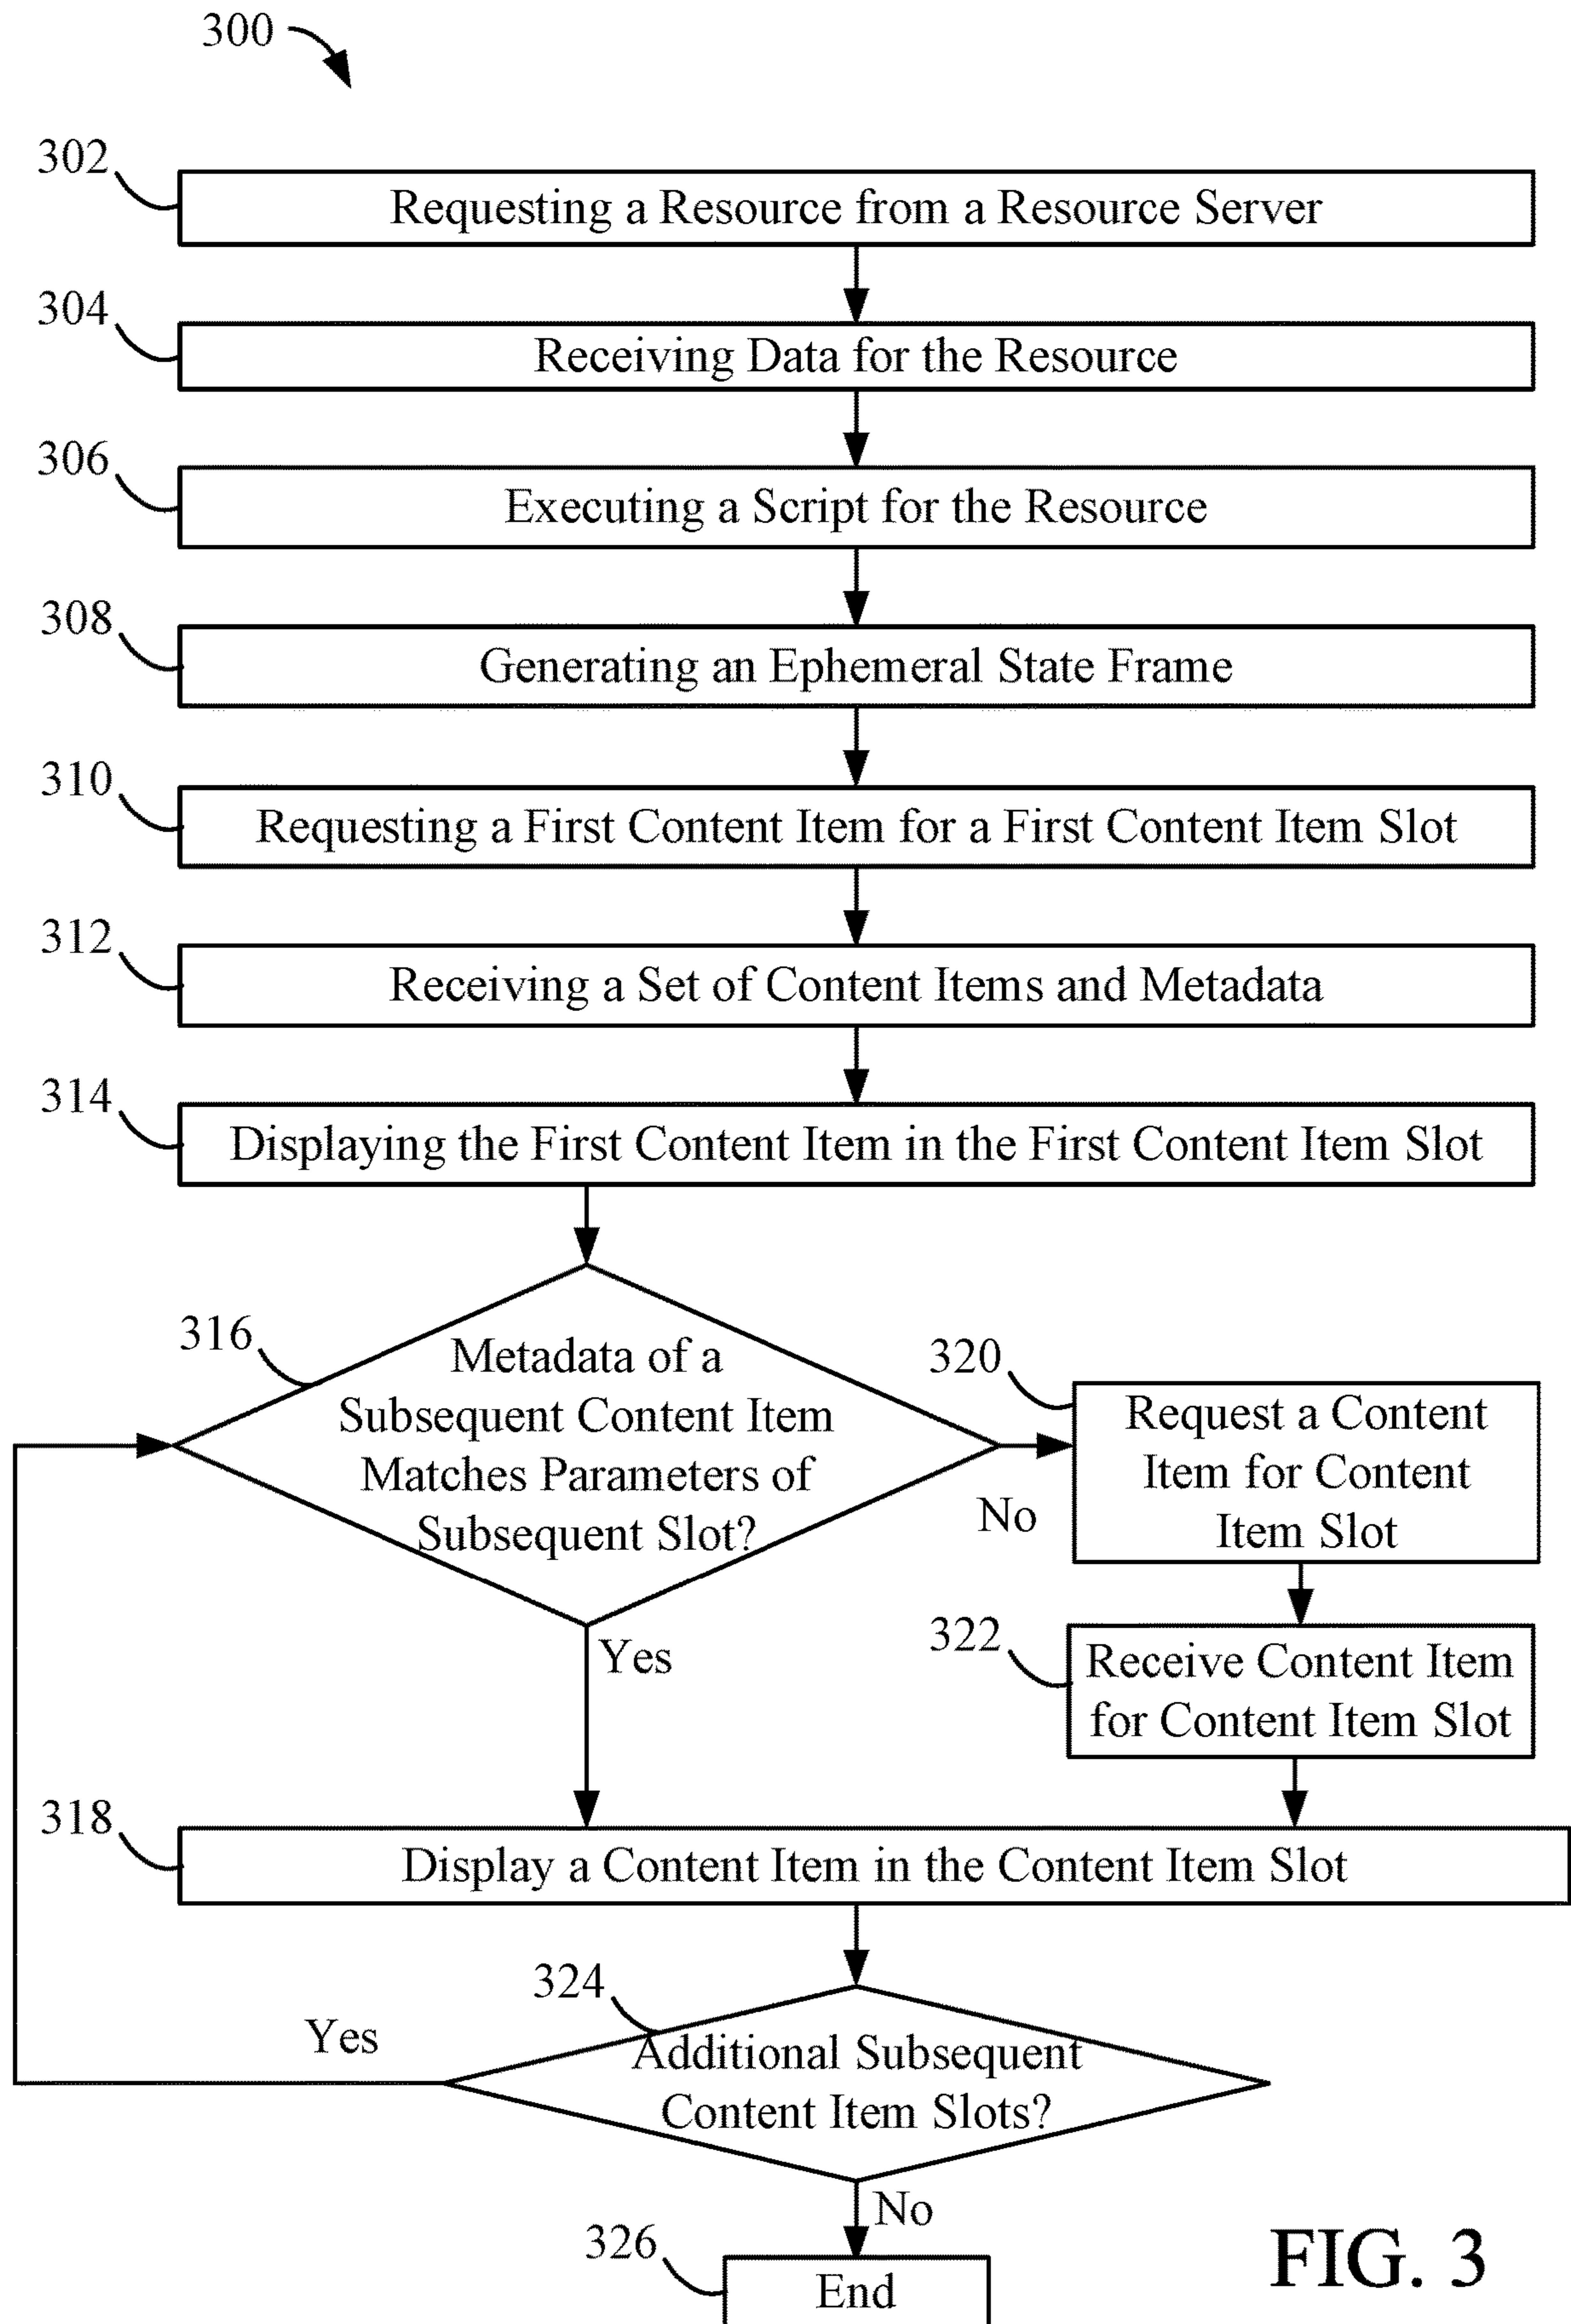 300
302
Requesting a Resource from a Resource Server
304
Receiving Data for the Resource
306
Executing a Script for the Resource
308
Generating an Ephemeral State Frame
310
Requesting a First Content Item for a First Content Item Slot
312
Receiving a Set of Content Items and Metadata
314
Displaying the First Content Item in the First Content Item Slot
316
Metadata of a
Subsequent Content Item
Matches Parameters of
Subsequent Slot?
No
Yes
320
Request a Content
Item for Content
Item Slot
322
Receive Content Item
for Content Item Slot
318
Display a Content Item in the Content Item Slot
324
Additional Subsequent
Content Item Slots?
Yes
No
326
End
FIG. 3